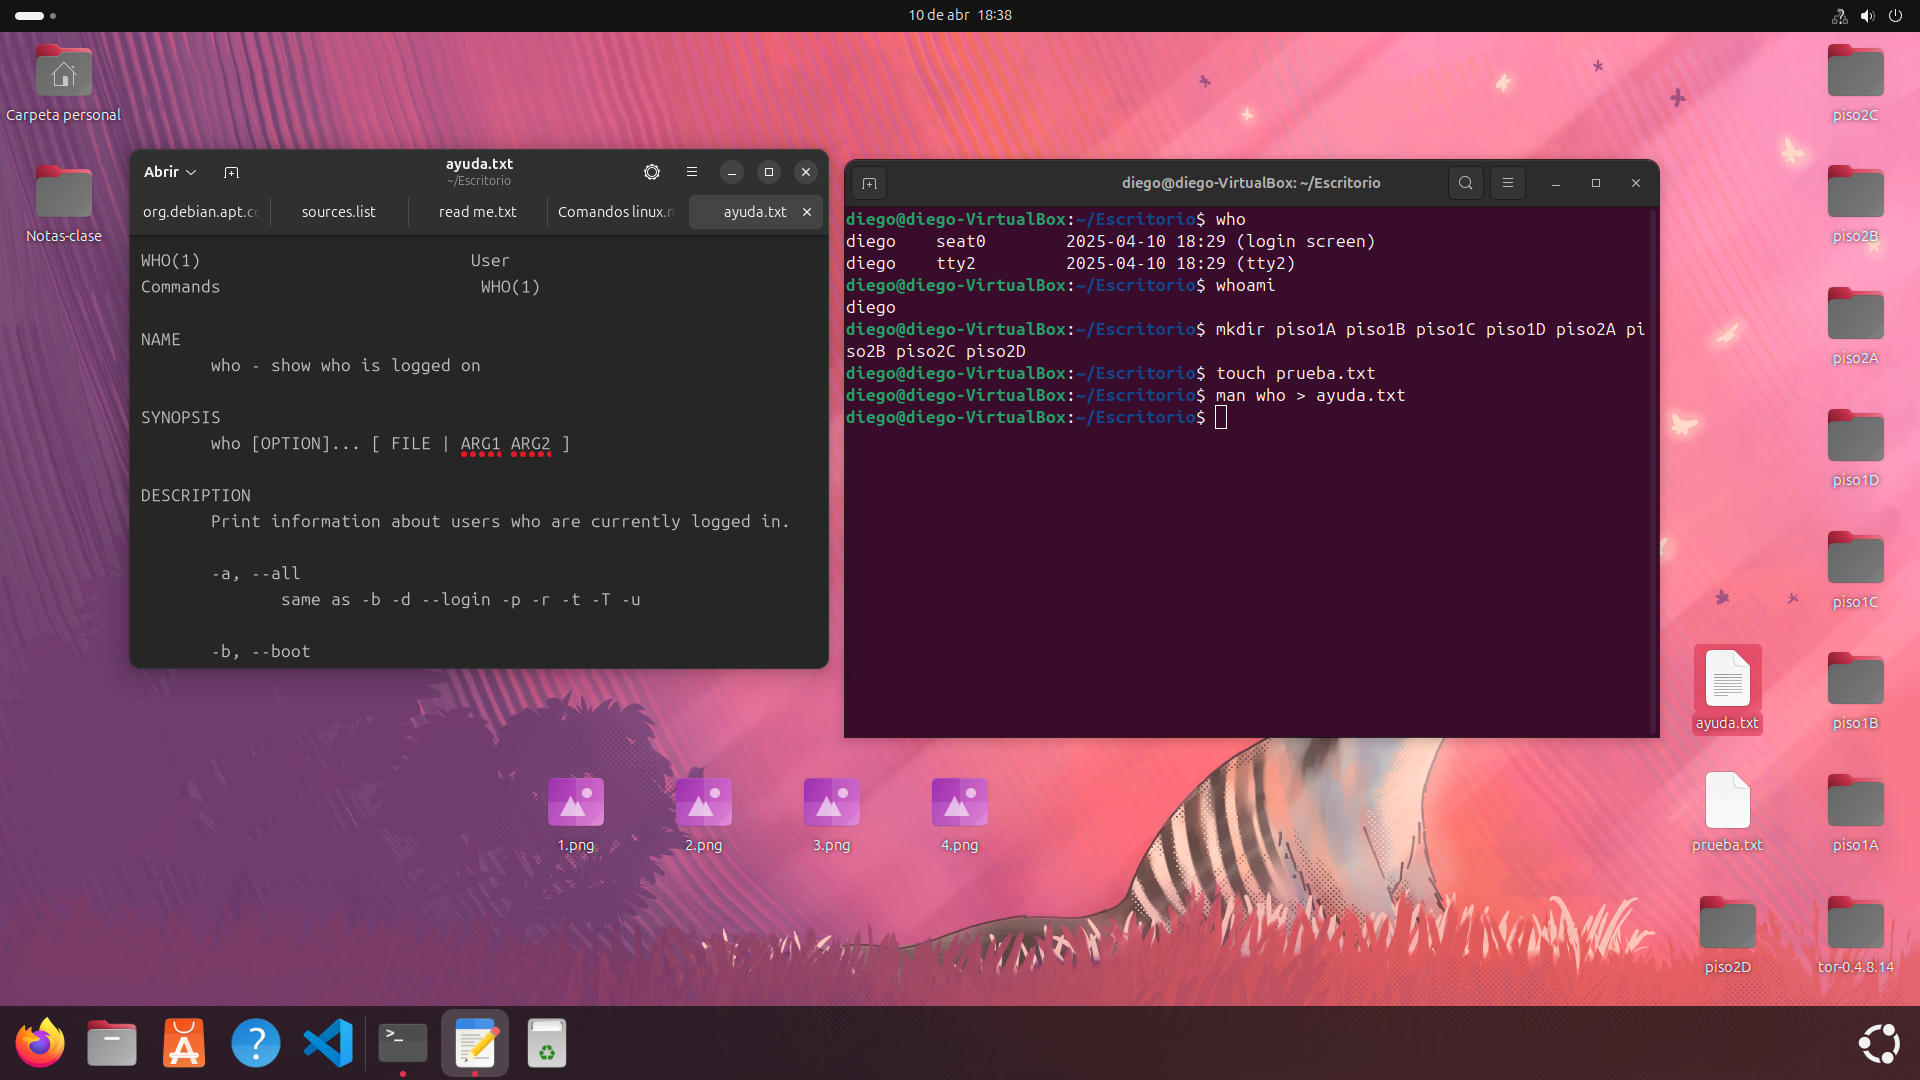 10 de abr 18:38
Carpeta personal
Notas-clase
Abrir
ayuda.txt
~/Escritorio
org.debian.apt.cc
sources.list
read me.txt
Comandos linux.m
ayuda.txt
WHO(1) User
Commands WHO(1)
NAME
who - show who is logged on
SYNOPSIS
who [OPTION]... [ FILE | ARG1 ARG2 ]
DESCRIPTION
Print information about users who are currently logged in.
-a, --all
same as -b -d --login -p -r -t -T -u
-b, --boot
diego@diego-VirtualBox: ~/Escritorio
diego@diego-VirtualBox:~/Escritorio$ who
diego seat0 2025-04-10 18:29 (login screen)
diego tty2 2025-04-10 18:29 (tty2)
diego@diego-VirtualBox:~/Escritorio$ whoami
diego
diego@diego-VirtualBox:~/Escritorio$ mkdir piso1A piso1B piso1C piso1D piso2A pi
so2B piso2C piso2D
diego@diego-VirtualBox:~/Escritorio$ touch prueba.txt
diego@diego-VirtualBox:~/Escritorio$ man who > ayuda.txt
diego@diego-VirtualBox:~/Escritorio$
piso2C
piso2B
piso2A
piso1D
piso1C
ayuda.txt
piso1B
1.png
2.png
3.png
4.png
prueba.txt
piso1A
piso2D
tor-0.4.8.14